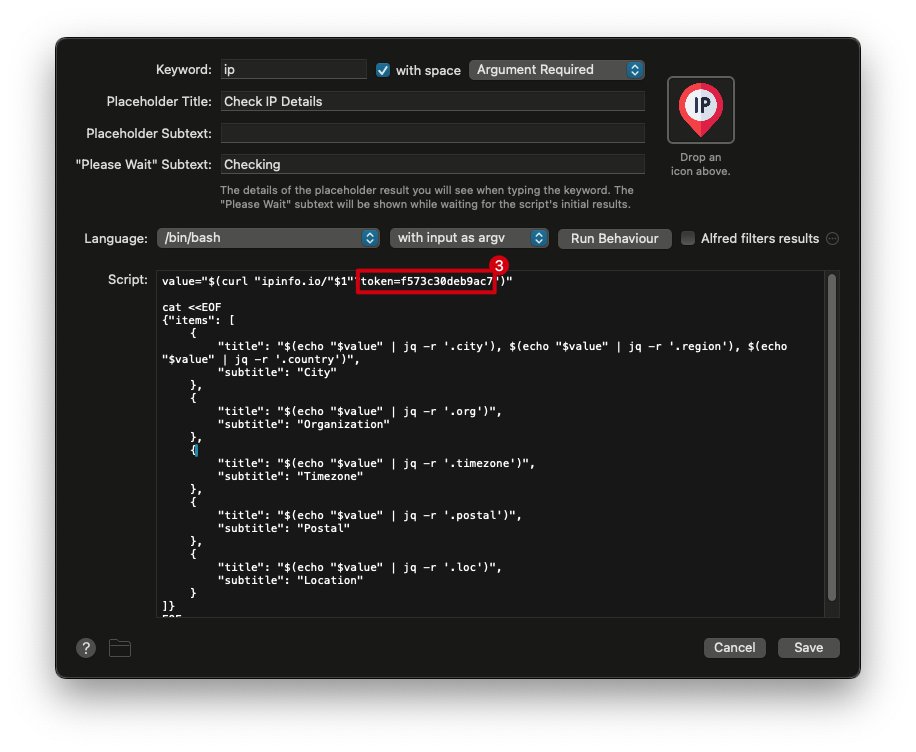 Keyword: ip with space Argument Required
Placeholder Title: Check IP Details
IP
Placeholder Subtext:
"Please Wait" Subtext: Checking
Drop an
icon above.
The details of the placeholder result you will see when typing the keyword. The
"Please Wait" subtext will be shown while waiting for the script's initial results.
Language: /bin/bash with input as argv Run Behaviour Alfred filters results
3
Script: value="$(curl "ipinfo.io/"$1" token=f573c30deb9ac7 )"
cat <<EOF
{"items": [
{
"title": "$(echo "$value" | jq -r '.city'), $(echo "$value" | jq -r '.region'), $(echo
"$value" | jq -r '.country')",
"subtitle": "City"
},
{
"title": "$(echo "$value" | jq -r '.org')",
"subtitle": "Organization"
},
{
"title": "$(echo "$value" | jq -r '.timezone')",
"subtitle": "Timezone"
},
{
"title": "$(echo "$value" | jq -r '.postal')",
"subtitle": "Postal"
},
{
"title": "$(echo "$value" | jq -r '.loc')",
"subtitle": "Location"
}
]}
EOF
? Cancel Save